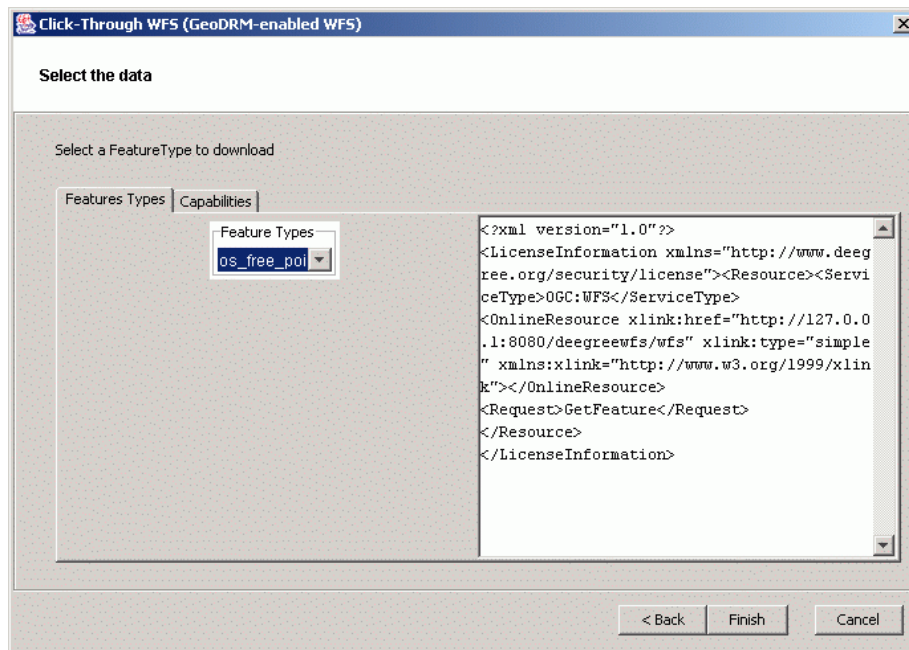 Click-Through WFS (GeoDRM-enabled WFS)
Select the data
Select a FeatureType to download
Features Types
Capabilities
Feature Types
os_free_poi
<?xml version="1.0"?>
<LicenseInformation xmlns="http://www.deeg
ree.org/security/license"><Resource><Servi
ceType>OGC:WFS</ServiceType>
<OnlineResource xlink:href="http://127.0.0
.1:8080/deegreewfs/wfs" xlink:type="simple
" xmlns:xlink="http://www.w3.org/1999/xlin
k"></OnlineResource>
<Request>GetFeature</Request>
</Resource>
</LicenseInformation>
< Back
Finish
Cancel